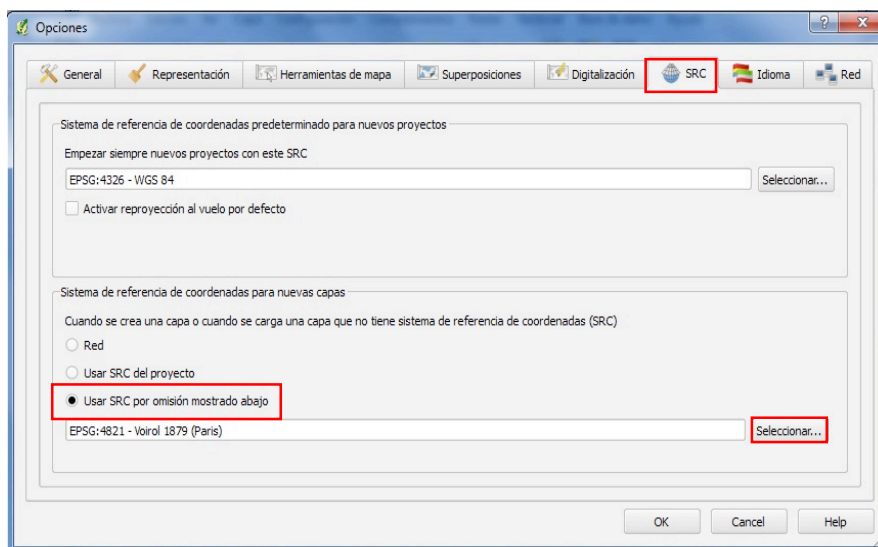 Opciones
General
Representación
Herramientas de mapa
Superposiciones
Digitalización
SRC
Idioma
Red
Sistema de referencia de coordenadas predeterminado para nuevos proyectos
Empezar siempre nuevos proyectos con este SRC
EPSG:4326 - WGS 84
Seleccionar...
Activar reproyección al vuelo por defecto
Sistema de referencia de coordenadas para nuevas capas
Cuando se crea una capa o cuando se carga una capa que no tiene sistema de referencia de coordenadas (SRC)
Red
Usar SRC del proyecto
Usar SRC por omisión mostrado abajo
EPSG:4821 - Voirol 1879 (Paris)
Seleccionar...
OK
Cancel
Help